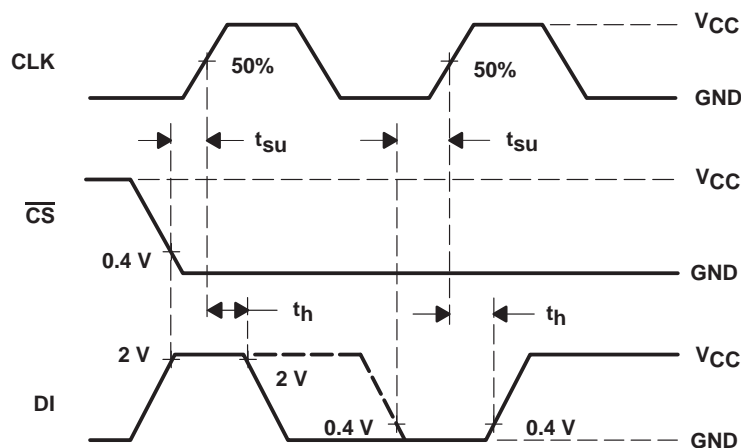 VCC
CLK
50%
50%
GND
tsu
tsu
VCC
CS
0.4 V
GND
th
th
2 V
VCC
2 V
DI
0.4 V
0.4 V
GND